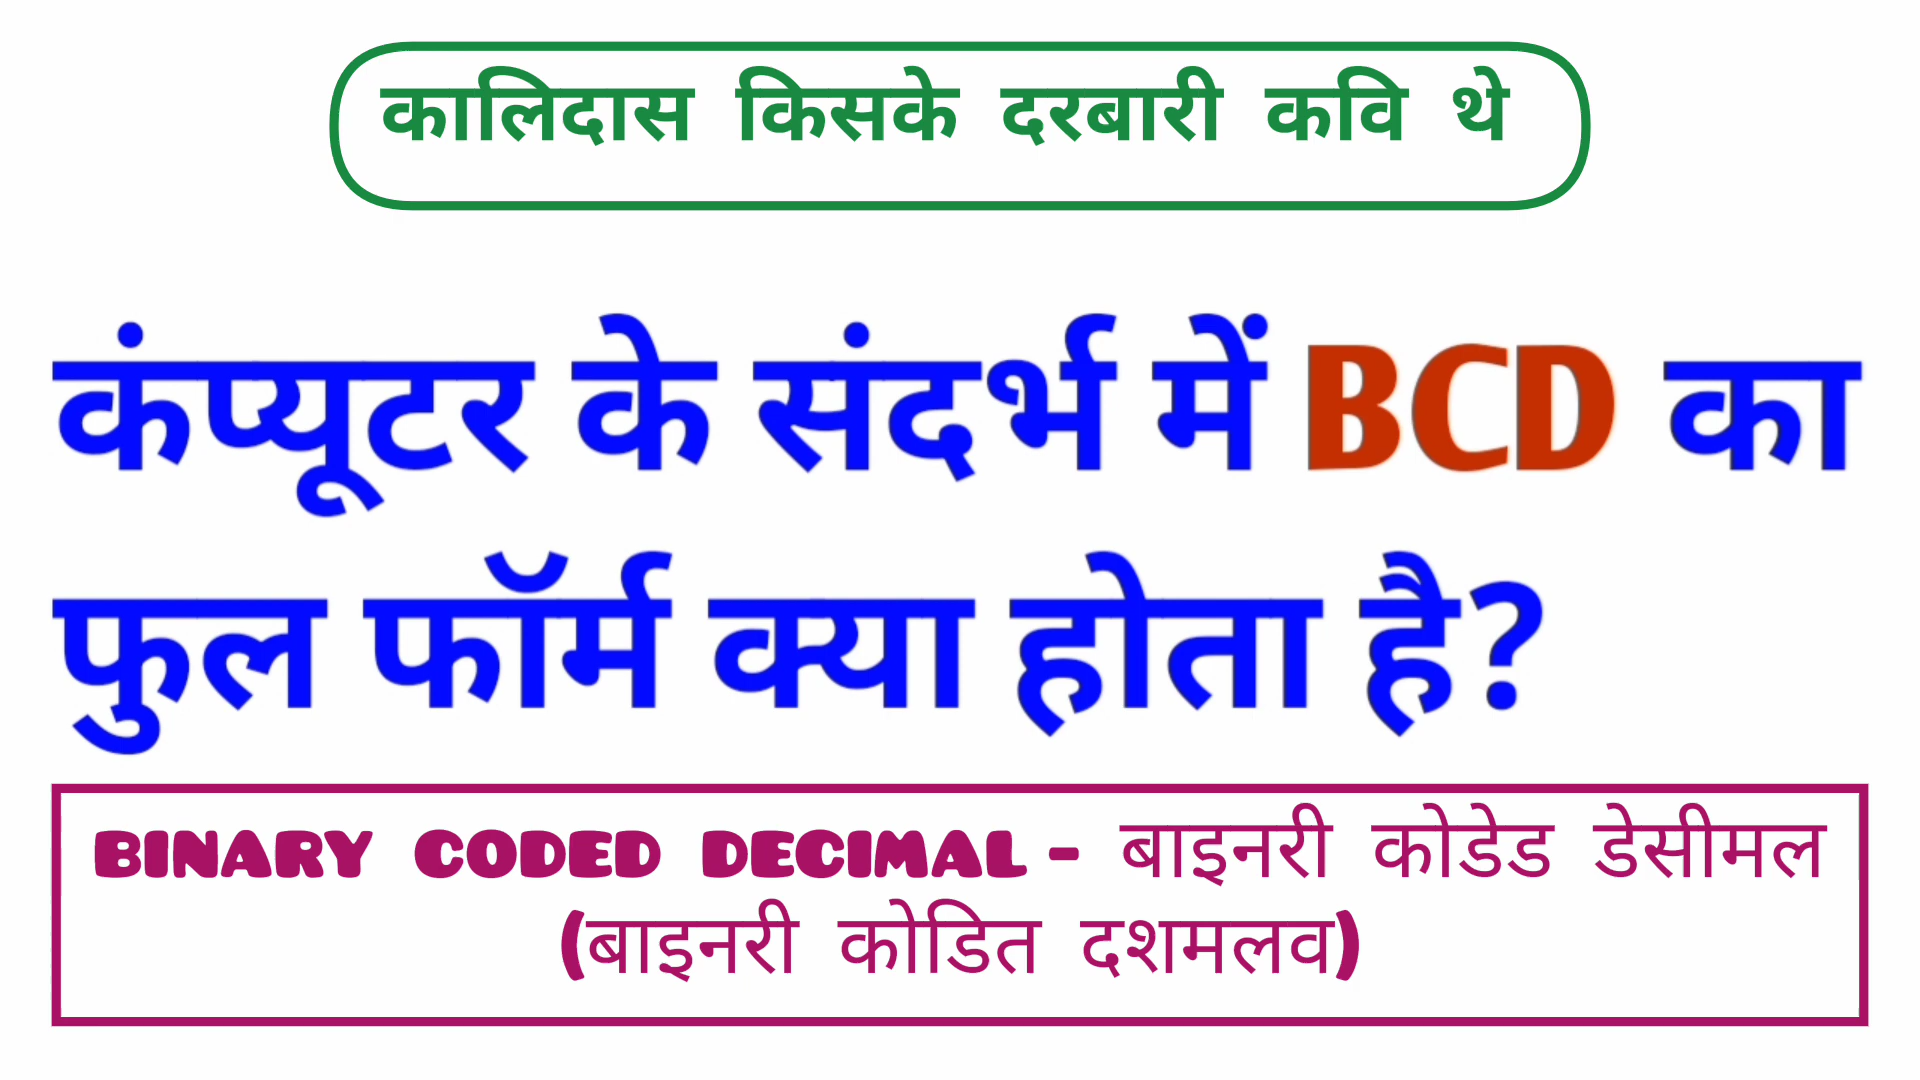 कालिदास किसके दरबारी कवि थे
कंप्यूटर के संदर्भ में BCD का
फुल फॉर्म क्या होता है?
BINARY CODED DECIMAL - बाइनरी कोडेड डेसीमल
(बाइनरी कोडित दशमलव)